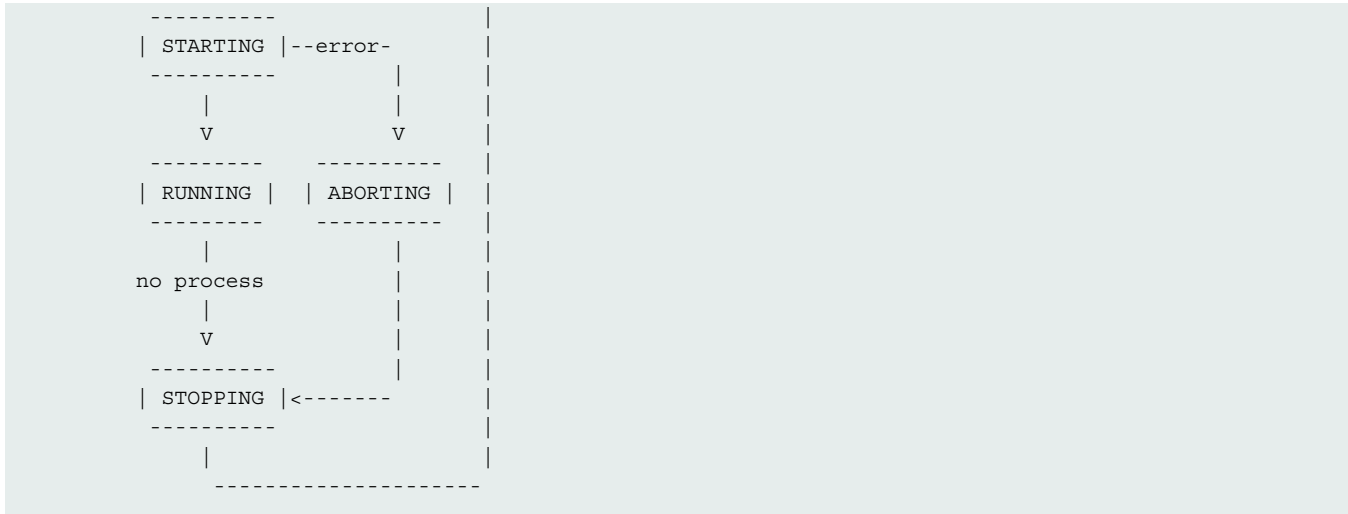 ----------                 |
| STARTING |--error-        |
 ----------         |       |
     |              |       |
     V              V       |
 ---------    ----------    |
| RUNNING |  | ABORTING |   |
 ---------    ----------    |
     |              |       |
no process          |       |
     |              |       |
     V              |       |
 ----------         |       |
| STOPPING |<-------        |
 ----------                 |
     |                      |
      ---------------------